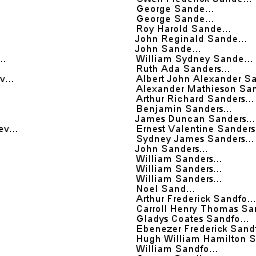 George Sande...
George Sande...
Roy Harold Sande...
John Reginald Sande...
John Sande...
William Sydney Sande...
Ruth Ada Sanders...
v...
Albert John Alexander Sa
Alexander Mathieson San
Arthur Richard Sanders...
Benjamin Sanders...
James Duncan Sanders...
ev...
Ernest Valentine Sanders
Sydney James Sanders...
John Sanders...
William Sanders...
William Sanders...
William Sanders...
Noel Sand...
Arthur Frederick Sandfo...
Carroll Henry Thomas Sa
Gladys Coates Sandfo...
Ebenezer Frederick Sand
Hugh William Hamilton S
William Sandfo...